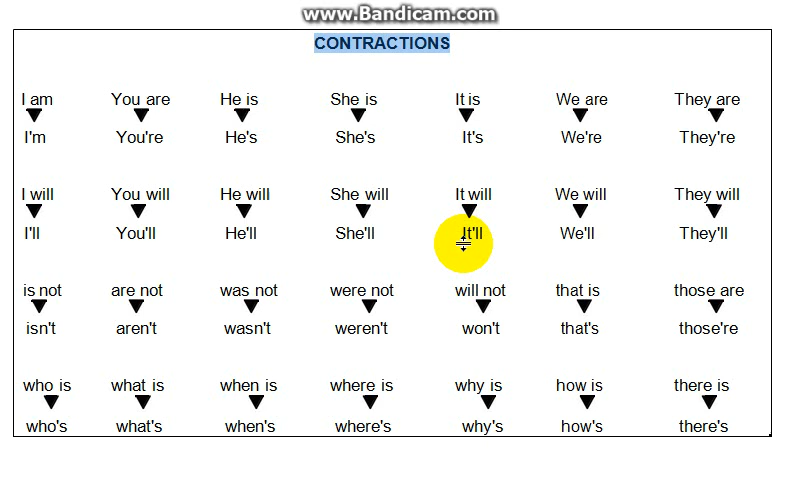 www.Bandicam.com
CONTRACTIONS
I am You are He is She is It is We are They are
I'm You're He's She's It's We're They're
I will You will He will She will It will We will They will
I'll You'll He'll She'll It'll We'll They'll
is not are not was not were not will not that is those are
isn't aren't wasn't weren't won't that's those're
who is what is when is where is why is how is there is
who's what's when's where's why's how's there's